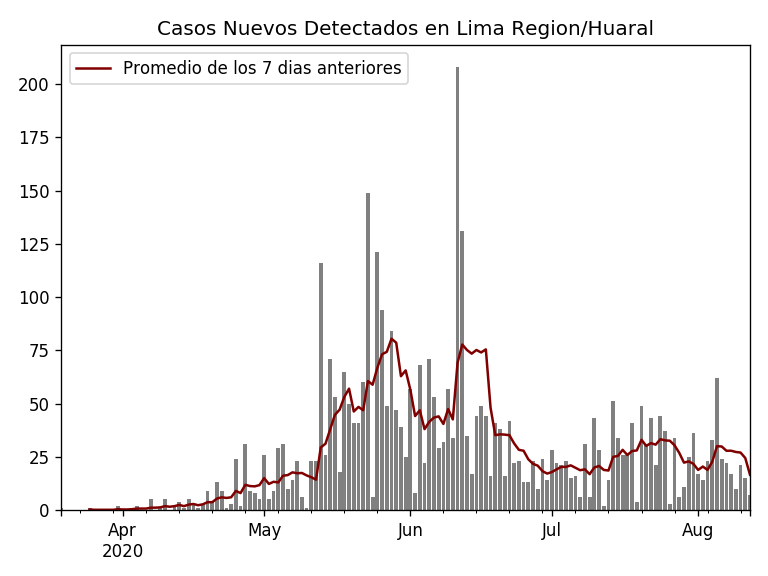 Casos Nuevos Detectados en Lima Region/Huaral
Promedio de los 7 dias anteriores
200
175
150
125
100
75
50
25
0
Apr
2020
May
Jun
Jul
Aug